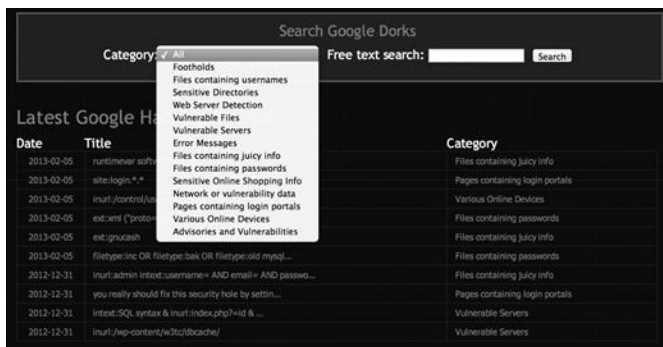 Search Google Dorks
Category: ✓ All Free text search: Search
Footholds
Files containing usernames
Sensitive Directories
Web Server Detection
Vulnerable Files
Vulnerable Servers
Error Messages
Files containing juicy info
Files containing passwords
Sensitive Online Shopping Info
Network or vulnerability data
Pages containing login portals
Various Online Devices
Advisories and Vulnerabilities
Latest Google Ha
Date Title Category
2013-02-05 runtimevar softw Files containing juicy info
2013-02-05 site:login.*.* Pages containing login portals
2013-02-05 inurl:/control/us Various Online Devices
2013-02-05 ext:xml ("proto= Files containing passwords
2013-02-05 ext:gnucash Files containing juicy info
2013-02-05 filetype:inc OR filetype:bak OR filetype:old mysql... Files containing passwords
2012-12-31 inurl:admin intext:username= AND email= AND passwo... Files containing juicy info
2012-12-31 you really should fix this security hole by settin... Pages containing login portals
2012-12-31 intext:SQL syntax & inurl:index.php?=id & ... Vulnerable Servers
2012-12-31 inurl:/wp-content/w3tc/dbcache/ Vulnerable Servers